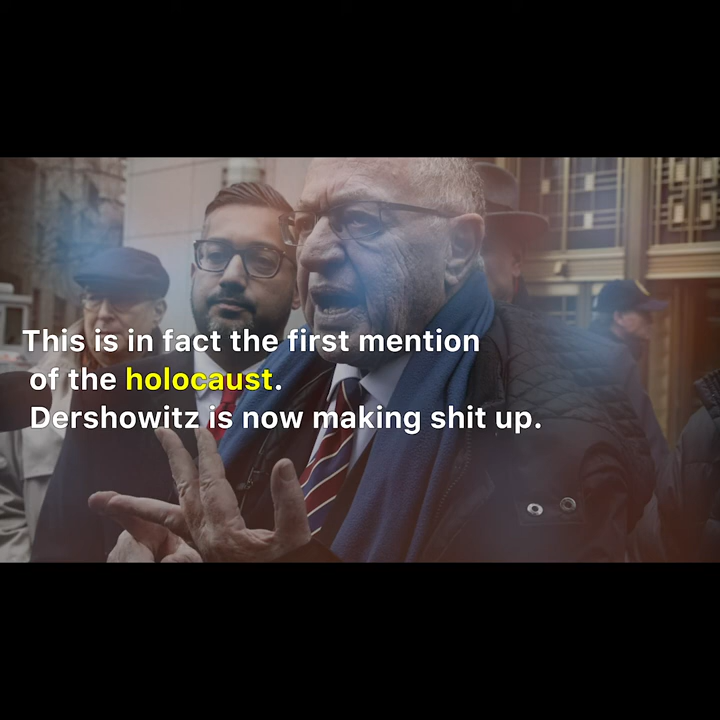 This is in fact the first mention
of the holocaust.
Dershowitz is now making shit up.